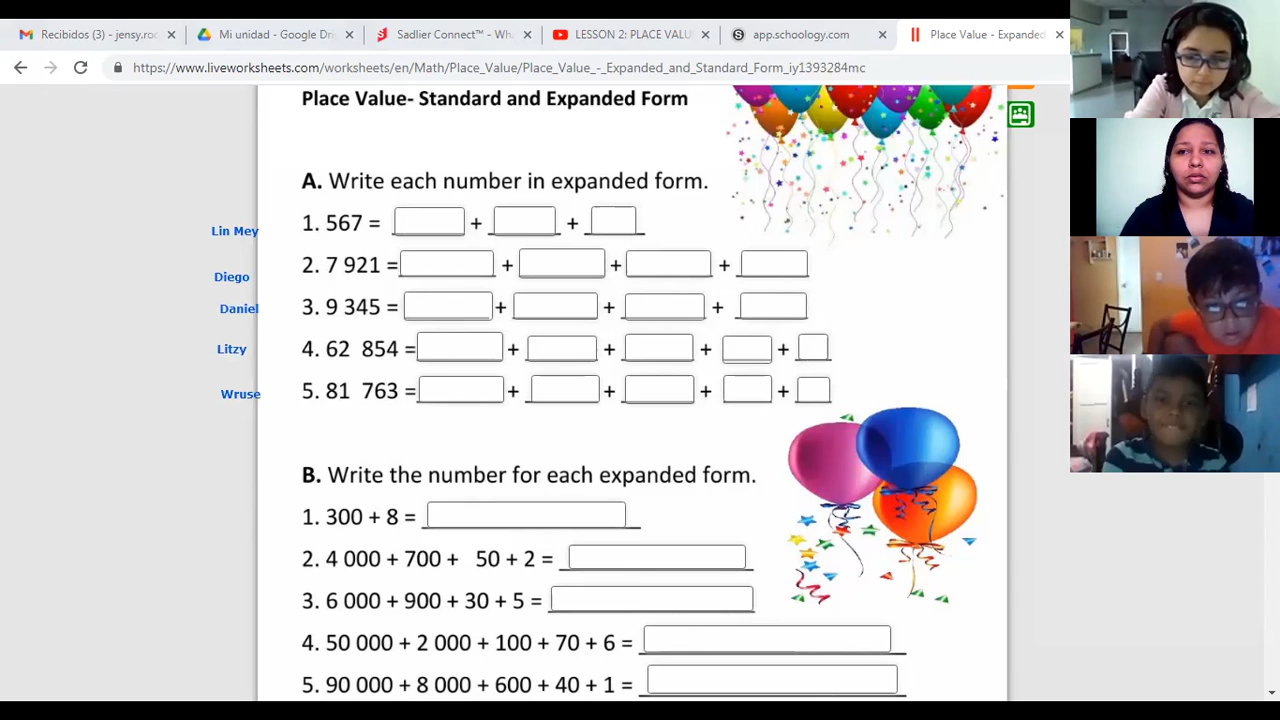 Recibidos (3) - jensy.roc
Mi unidad - Google Dri
Sadlier Connect™ - Wh
LESSON 2: PLACE VALU
app.schoology.com
Place Value - Expanded
https://www.liveworksheets.com/worksheets/en/Math/Place_Value/Place_Value_-_Expanded_and_Standard_Form_iy1393284mc
Place Value- Standard and Expanded Form
A. Write each number in expanded form.
1. 567 = + +
Lin Mey
2. 7 921 = + + +
Diego
3. 9 345 = + + +
Daniel
4. 62 854 = + + + +
Litzy
5. 81 763 = + + + +
Wruse
B. Write the number for each expanded form.
1. 300 + 8 =
2. 4 000 + 700 + 50 + 2 =
3. 6 000 + 900 + 30 + 5 =
4. 50 000 + 2 000 + 100 + 70 + 6 =
5. 90 000 + 8 000 + 600 + 40 + 1 =